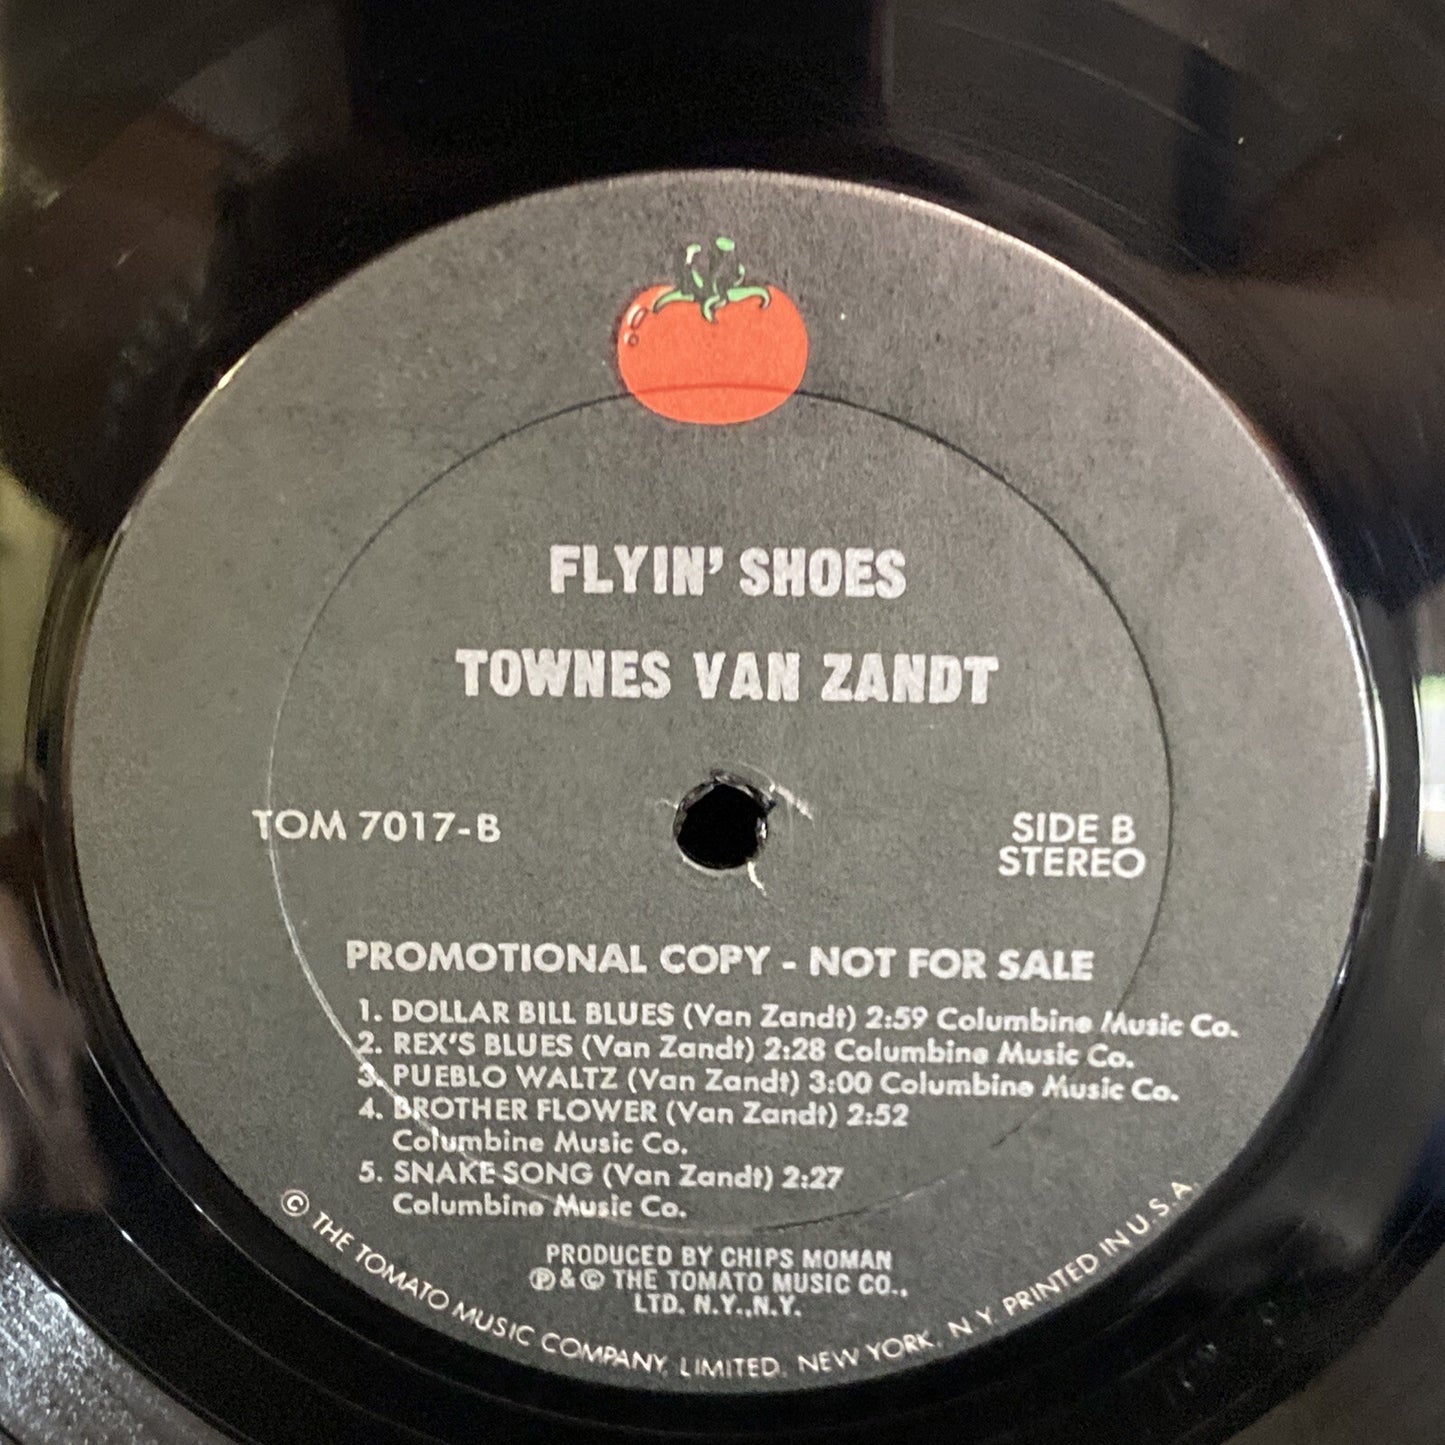 FLYIN' SHOES
TOWNES VAN ZANDT
TOM 7017-B
SIDE B
STEREO
PROMOTIONAL COPY - NOT FOR SALE
1. DOLLAR BILL BLUES (Van Zandt) 2:59 Columbine Music Co.
2. REX'S BLUES (Van Zandt) 2:28 Columbine Music Co.
3. PUEBLO WALTZ (Van Zandt) 3:00 Columbine Music Co.
4. BROTHER FLOWER (Van Zandt) 2:52
Columbine Music Co.
5. SNAKE SONG (Van Zandt) 2:27
Columbine Music Co.
PRODUCED BY CHIPS MOMAN
℗ & © THE TOMATO MUSIC CO.,
LTD. N.Y.,N.Y.
© THE TOMATO MUSIC COMPANY, LIMITED. NEW YORK, N.Y. PRINTED IN U.S.A.